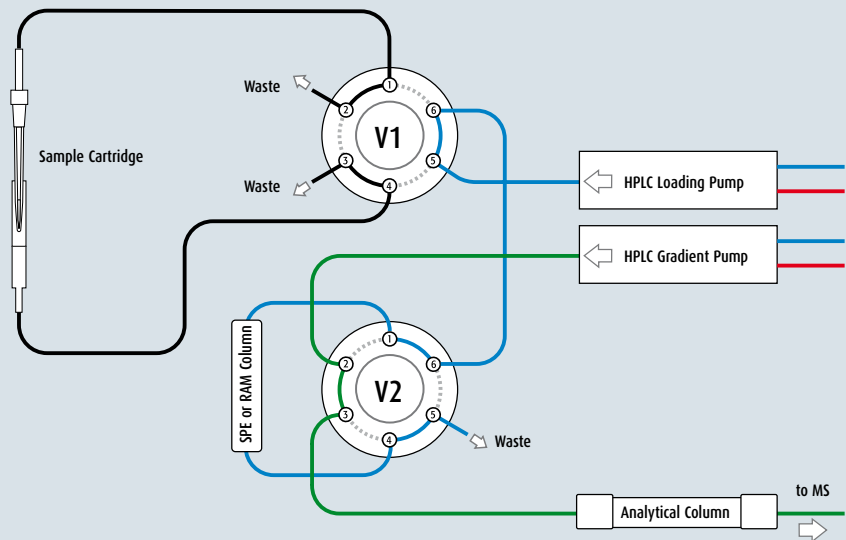 Waste
1
2
6
V1
Sample Cartridge
3
5
4
Waste
HPLC Loading Pump
HPLC Gradient Pump
SPE or RAM Column
1
2
6
V2
3
5
4
Waste
to MS
Analytical Column